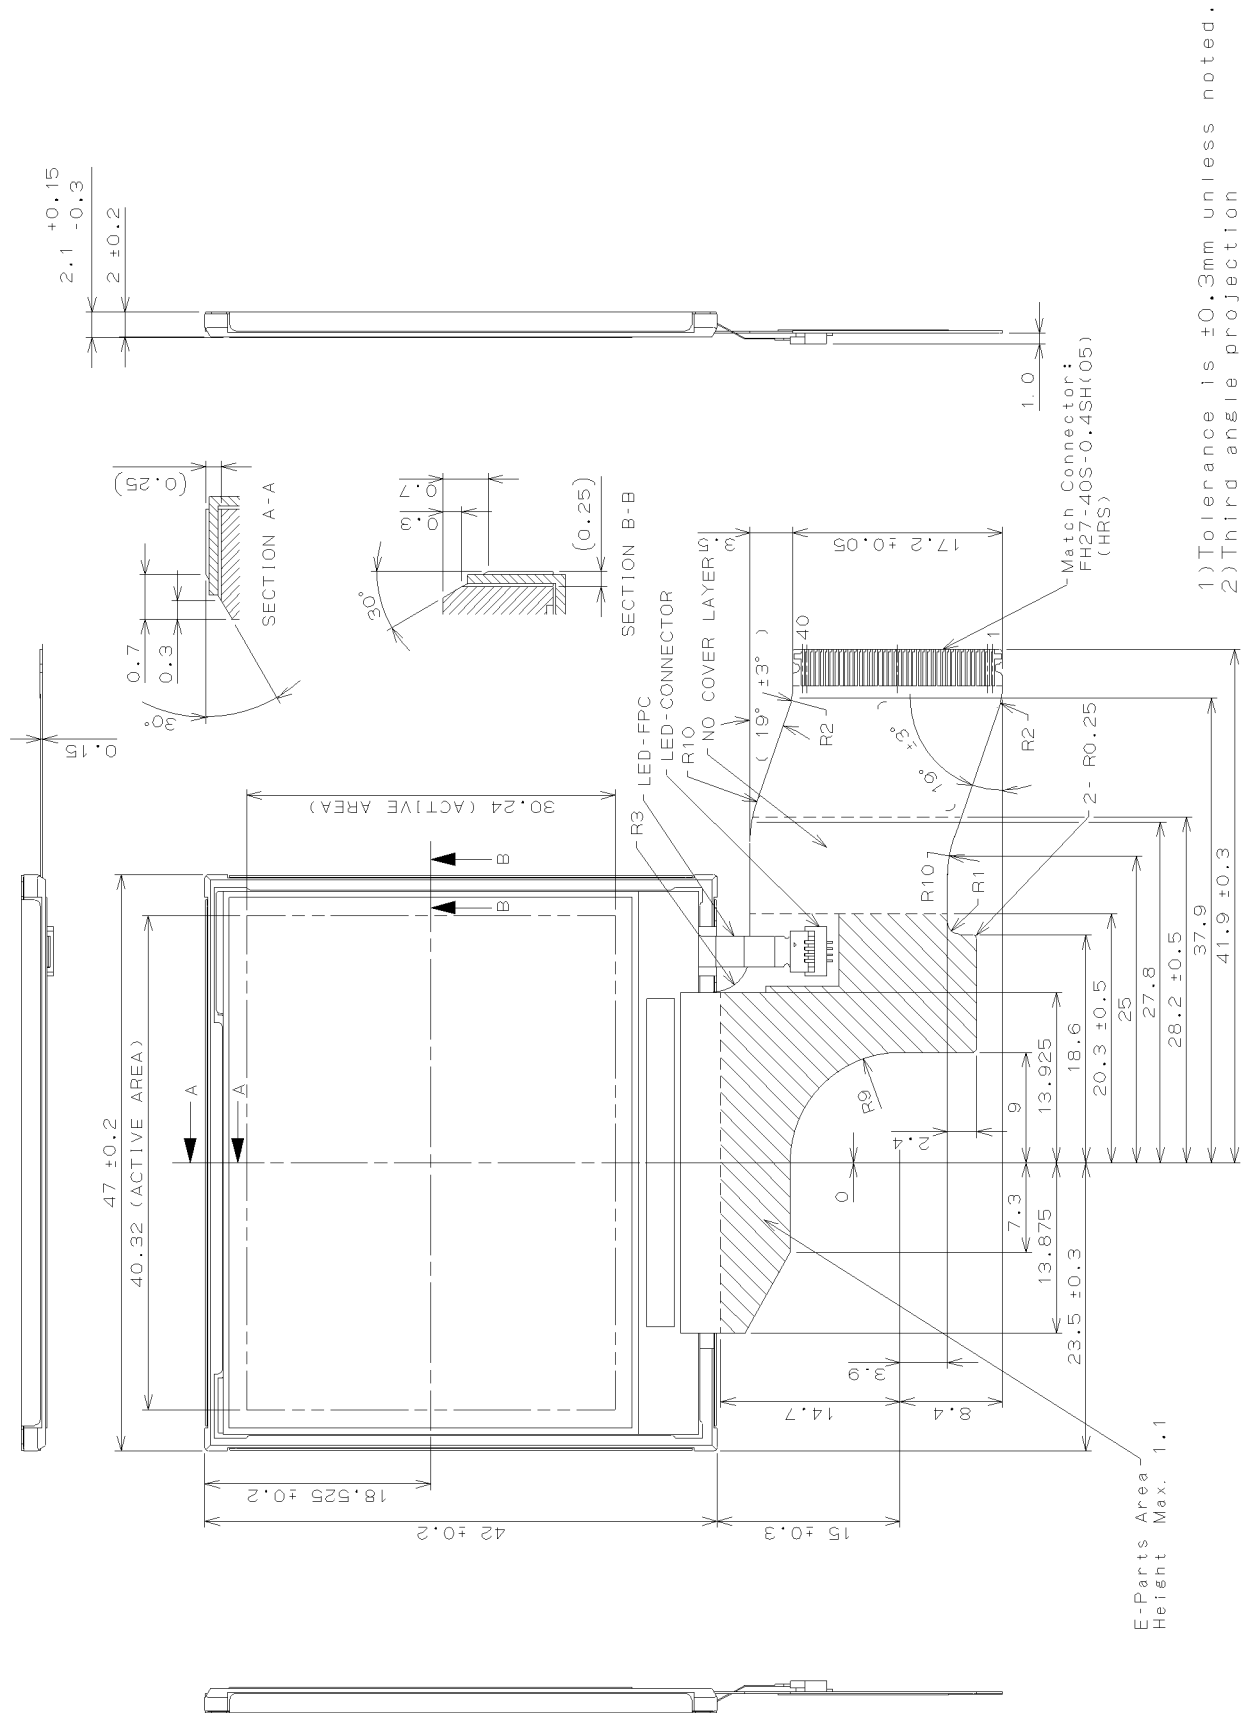 2.1 +0.15 -0.3
2 ±0.2
0.15
0.7
0.3
30°
(0.25)
SECTION A-A
30°
0.3
0.7
(0.25)
SECTION B-B
1.0
47 ±0.2
40.32 (ACTIVE AREA)
30.24 (ACTIVE AREA)
A
A
B
B
18.525 ±0.2
42 ±0.2
15 ±0.3
R3
LED-FPC
LED-CONNECTOR
R10
NO COVER LAYER
3.5
17.2 ±0.05
( 19° ±3° )
R2
40
1
Match Connector:
FH27-40S-0.4SH(05)
(HRS)
( 19° ±3° )
R2
2- R0.25
R10
R1
R9
2.4
0
9
7.3
13.925
13.875
18.6
23.5 ±0.3
20.3 ±0.5
25
27.8
28.2 ±0.5
37.9
41.9 ±0.3
3.9
14.7
8.4
E-Parts Area
Height Max. 1.1
1)Tolerance is ±0.3mm unless noted.
2)Third angle projection